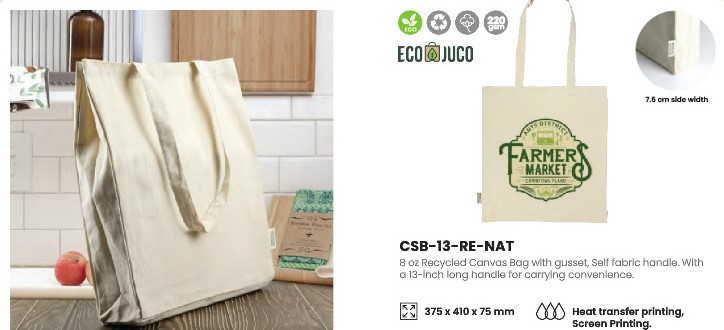 ECO
220
gsm
ECO JUCO
7.5 cm side width
ARTS DISTRICT
FARMERS
MARKET
DOWNTOWN PLANO
CSB-13-RE-NAT
8 oz Recycled Canvas Bag with gusset, Self fabric handle. With
a 13-inch long handle for carrying convenience.
375 x 410 x 75 mm
Heat transfer printing,
Screen Printing.